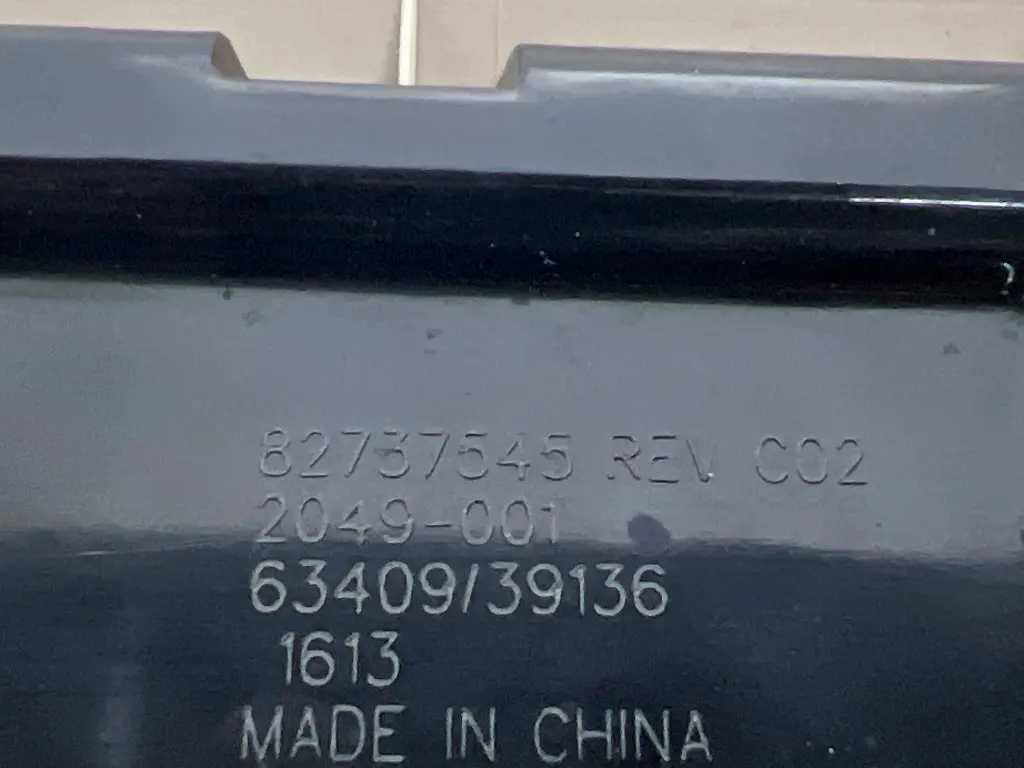 82737545 REV C02
2049-001
63409/39136
1613
MADE IN CHINA